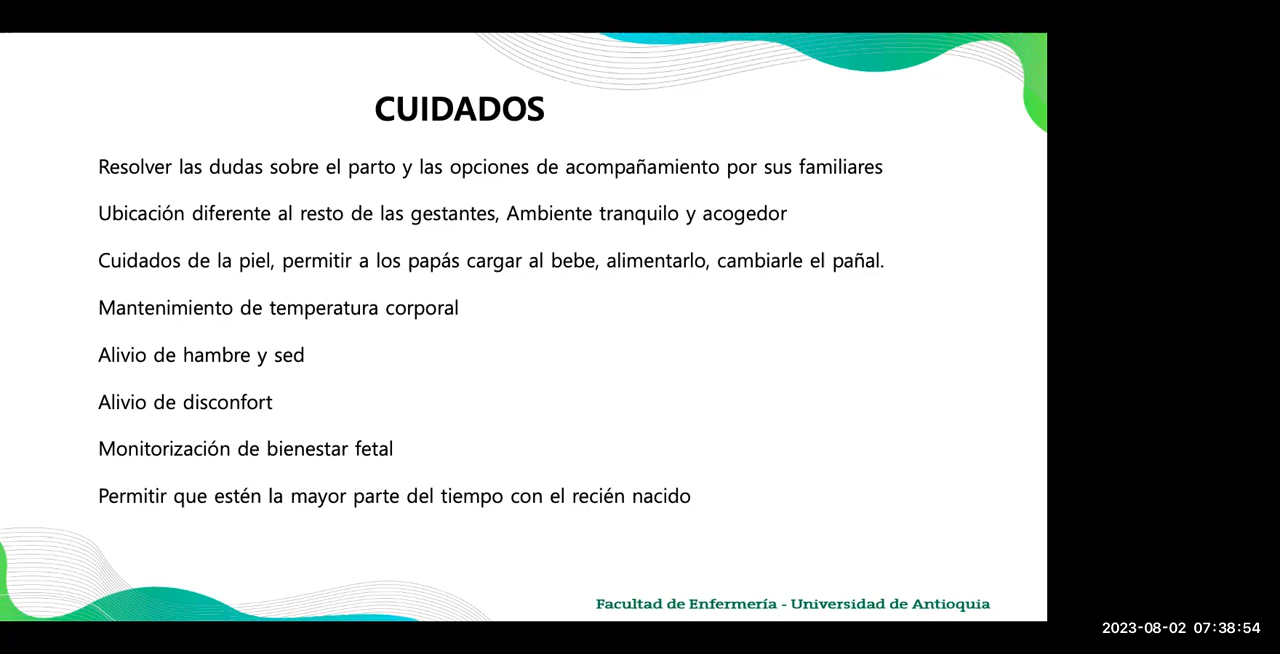 CUIDADOS
Resolver las dudas sobre el parto y las opciones de acompañamiento por sus familiares
Ubicación diferente al resto de las gestantes, Ambiente tranquilo y acogedor
Cuidados de la piel, permitir a los papás cargar al bebe, alimentarlo, cambiarle el pañal.
Mantenimiento de temperatura corporal
Alivio de hambre y sed
Alivio de disconfort
Monitorización de bienestar fetal
Permitir que estén la mayor parte del tiempo con el recién nacido
Facultad de Enfermería - Universidad de Antioquia
2023-08-02 07:38:54